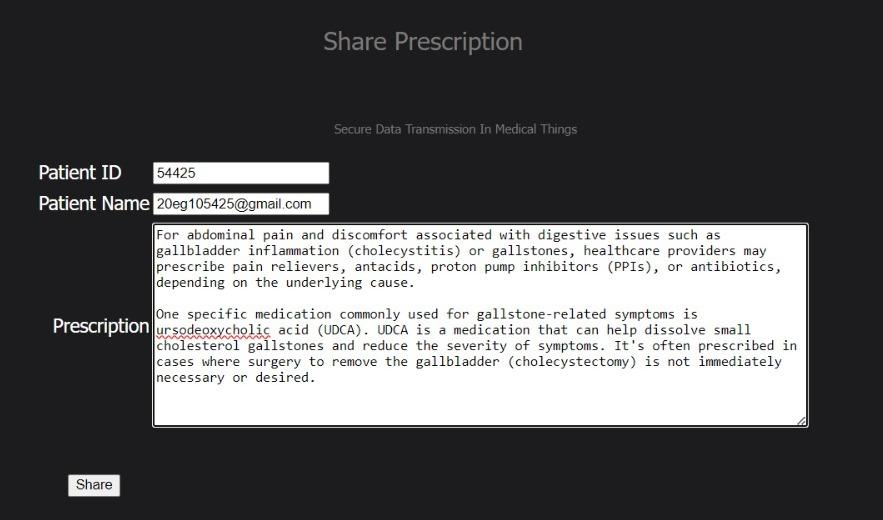 Share Prescription
Secure Data Transmission In Medical Things
Patient ID 54425
Patient Name 20eg105425@gmail.com
Prescription
For abdominal pain and discomfort associated with digestive issues such as
gallbladder inflammation (cholecystitis) or gallstones, healthcare providers may
prescribe pain relievers, antacids, proton pump inhibitors (PPIs), or antibiotics,
depending on the underlying cause.
One specific medication commonly used for gallstone-related symptoms is
ursodeoxycholic acid (UDCA). UDCA is a medication that can help dissolve small
cholesterol gallstones and reduce the severity of symptoms. It's often prescribed in
cases where surgery to remove the gallbladder (cholecystectomy) is not immediately
necessary or desired.
Share